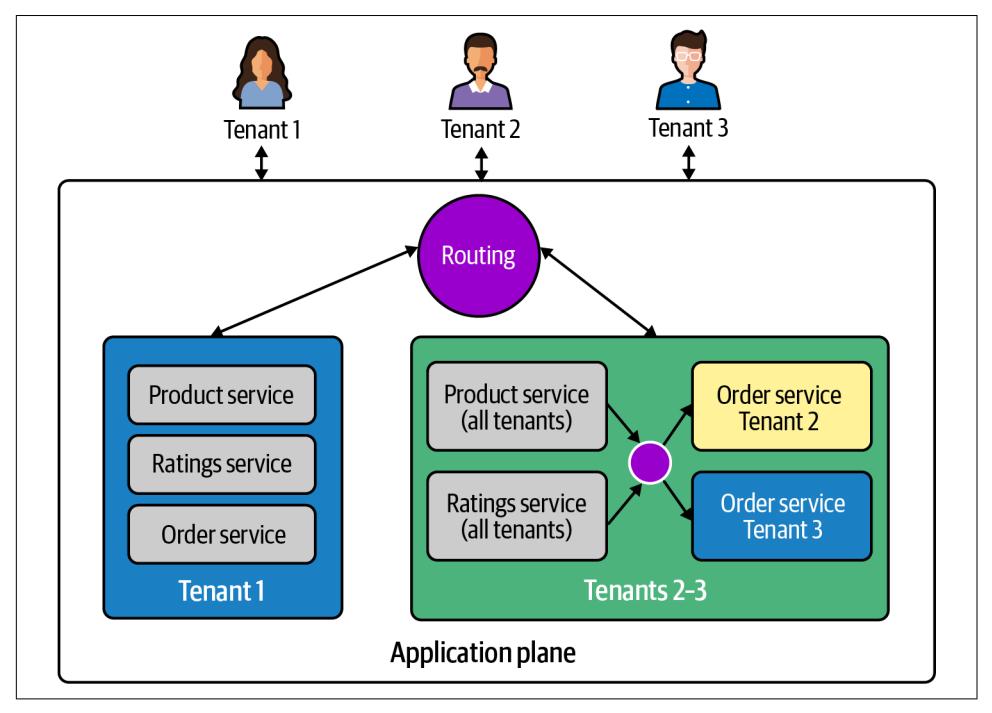 Tenant 1
Tenant 2
Tenant 3
Routing
Product service
Ratings service
Order service
Tenant 1
Product service
(all tenants)
Ratings service
(all tenants)
Order service
Tenant 2
Order service
Tenant 3
Tenants 2–3
Application plane